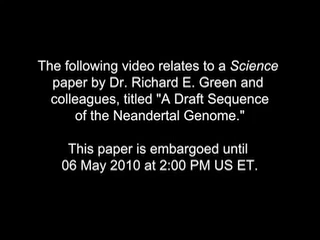 The following video relates to a Science
paper by Dr. Richard E. Green and
colleagues, titled "A Draft Sequence
of the Neandertal Genome."
This paper is embargoed until
06 May 2010 at 2:00 PM US ET.